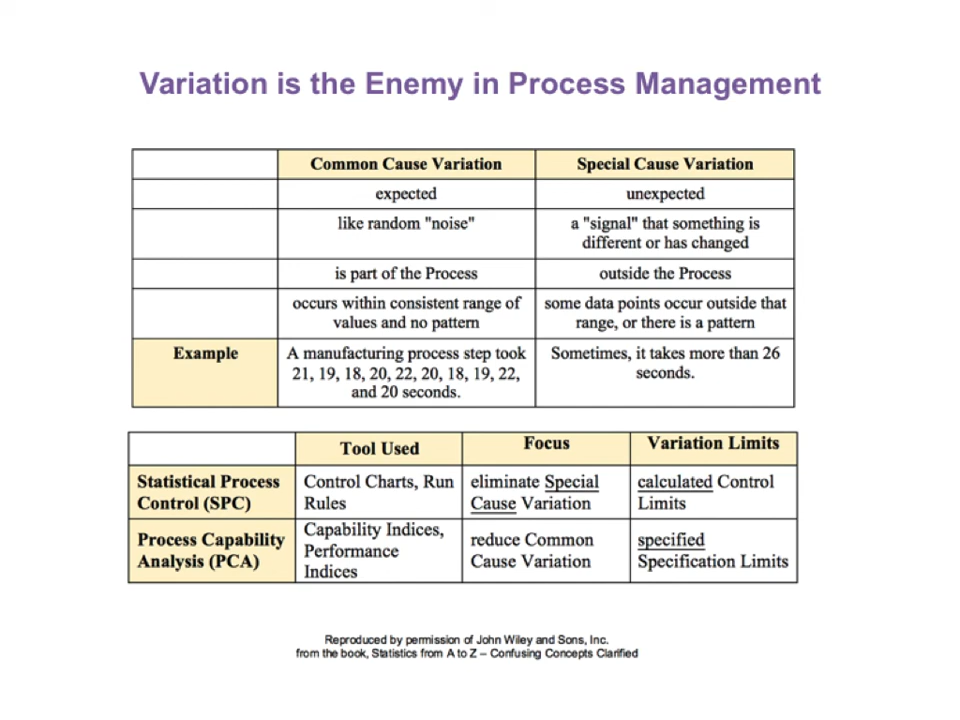 Variation is the Enemy in Process Management
Common Cause Variation
Special Cause Variation
expected
unexpected
like random "noise"
a "signal" that something is
different or has changed
is part of the Process
outside the Process
occurs within consistent range of
values and no pattern
some data points occur outside that
range, or there is a pattern
Example
A manufacturing process step took
21, 19, 18, 20, 22, 20, 18, 19, 22,
and 20 seconds.
Sometimes, it takes more than 26
seconds.
Tool Used
Focus
Variation Limits
Statistical Process
Control (SPC)
Control Charts, Run
Rules
eliminate Special
Cause Variation
calculated Control
Limits
Process Capability
Analysis (PCA)
Capability Indices,
Performance
Indices
reduce Common
Cause Variation
specified
Specification Limits
Reproduced by permission of John Wiley and Sons, Inc.
from the book, Statistics from A to Z – Confusing Concepts Clarified